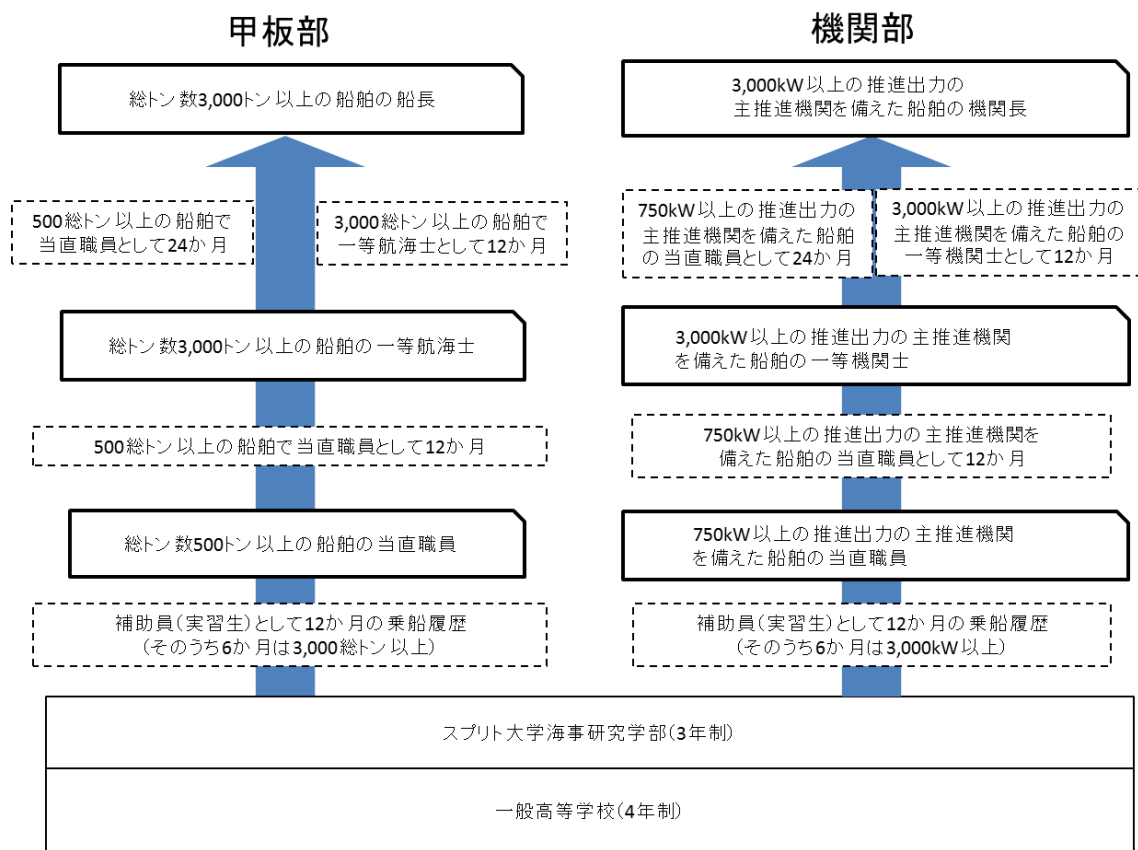 甲板部
機関部
総トン数3,000トン以上の船舶の船長
3,000kW以上の推進出力の
主推進機関を備えた船舶の機関長
500総トン以上の船舶で
当直職員として24か月
3,000総トン以上の船舶で
一等航海士として12か月
750kW以上の推進出力の
主推進機関を備えた船舶
の当直職員として24か月
3,000kW以上の推進出力の
主推進機関を備えた船舶の
一等機関士として12か月
総トン数3,000トン以上の船舶の一等航海士
3,000kW以上の推進出力の主推進機関
を備えた船舶の一等機関士
500総トン以上の船舶で当直職員として12か月
750kW以上の推進出力の主推進機関を
備えた船舶の当直職員として12か月
総トン数500トン以上の船舶の当直職員
750kW以上の推進出力の主推進機関
を備えた船舶の当直職員
補助員(実習生)として12か月の乗船履歴
(そのうち6か月は3,000総トン以上)
補助員(実習生)として12か月の乗船履歴
(そのうち6か月は3,000kW以上)
スプリト大学海事研究学部(3年制)
一般高等学校(4年制)